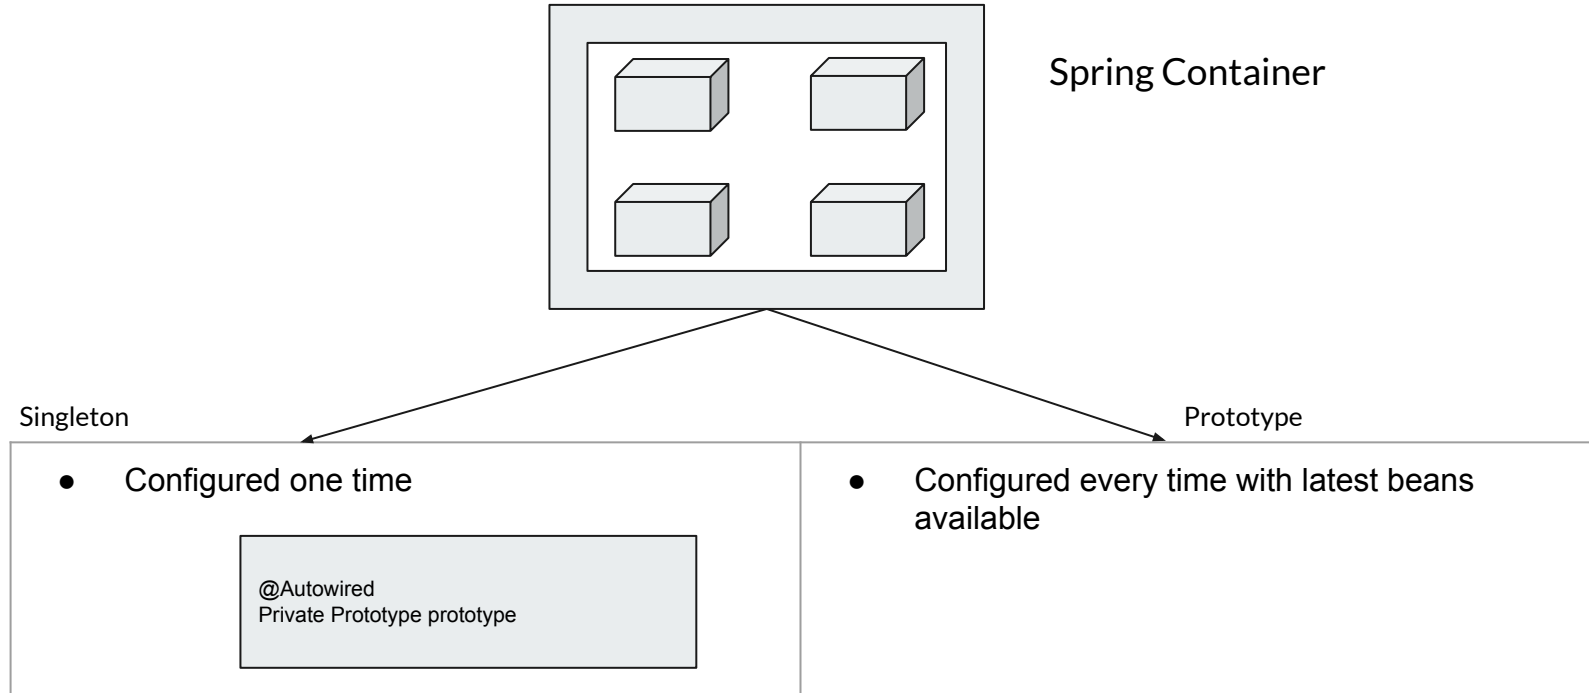 Spring Container
Singleton
Prototype
● Configured one time
@Autowired
Private Prototype prototype
● Configured every time with latest beans
available